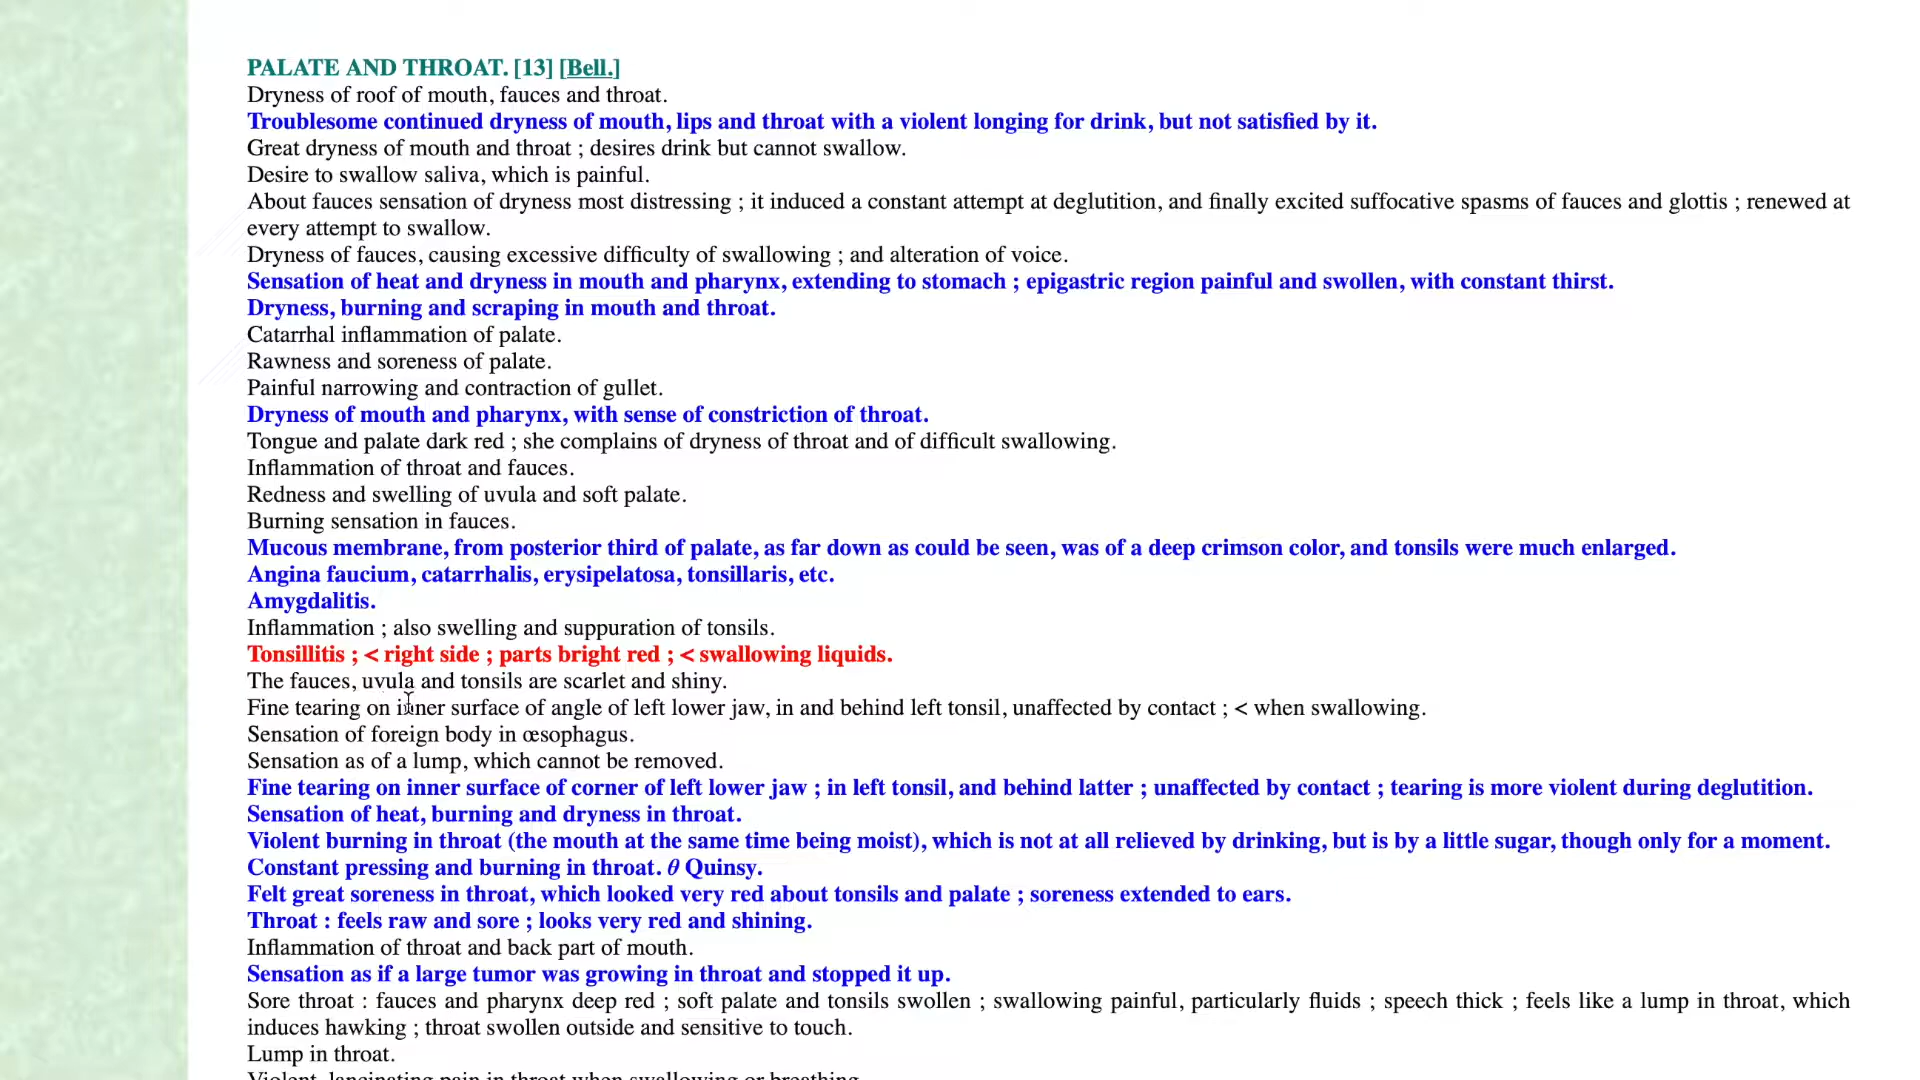 PALATE AND THROAT. [13] [Bell.]
Dryness of roof of mouth, fauces and throat.
Troublesome continued dryness of mouth, lips and throat with a violent longing for drink, but not satisfied by it.
Great dryness of mouth and throat ; desires drink but cannot swallow.
Desire to swallow saliva, which is painful.
About fauces sensation of dryness most distressing ; it induced a constant attempt at deglutition, and finally excited suffocative spasms of fauces and glottis ; renewed at
every attempt to swallow.
Dryness of fauces, causing excessive difficulty of swallowing ; and alteration of voice.
Sensation of heat and dryness in mouth and pharynx, extending to stomach ; epigastric region painful and swollen, with constant thirst.
Dryness, burning and scraping in mouth and throat.
Catarrhal inflammation of palate.
Rawness and soreness of palate.
Painful narrowing and contraction of gullet.
Dryness of mouth and pharynx, with sense of constriction of throat.
Tongue and palate dark red ; she complains of dryness of throat and of difficult swallowing.
Inflammation of throat and fauces.
Redness and swelling of uvula and soft palate.
Burning sensation in fauces.
Mucous membrane, from posterior third of palate, as far down as could be seen, was of a deep crimson color, and tonsils were much enlarged.
Angina faucium, catarrhalis, erysipelatosa, tonsillaris, etc.
Amygdalitis.
Inflammation ; also swelling and suppuration of tonsils.
Tonsillitis ; < right side ; parts bright red ; < swallowing liquids.
The fauces, uvula and tonsils are scarlet and shiny.
Fine tearing on inner surface of angle of left lower jaw, in and behind left tonsil, unaffected by contact ; < when swallowing.
Sensation of foreign body in œsophagus.
Sensation as of a lump, which cannot be removed.
Fine tearing on inner surface of corner of left lower jaw ; in left tonsil, and behind latter ; unaffected by contact ; tearing is more violent during deglutition.
Sensation of heat, burning and dryness in throat.
Violent burning in throat (the mouth at the same time being moist), which is not at all relieved by drinking, but is by a little sugar, though only for a moment.
Constant pressing and burning in throat. θ Quinsy.
Felt great soreness in throat, which looked very red about tonsils and palate ; soreness extended to ears.
Throat : feels raw and sore ; looks very red and shining.
Inflammation of throat and back part of mouth.
Sensation as if a large tumor was growing in throat and stopped it up.
Sore throat : fauces and pharynx deep red ; soft palate and tonsils swollen ; swallowing painful, particularly fluids ; speech thick ; feels like a lump in throat, which
induces hawking ; throat swollen outside and sensitive to touch.
Lump in throat.
Violent, lancinating pain in throat when swallowing or breathing.